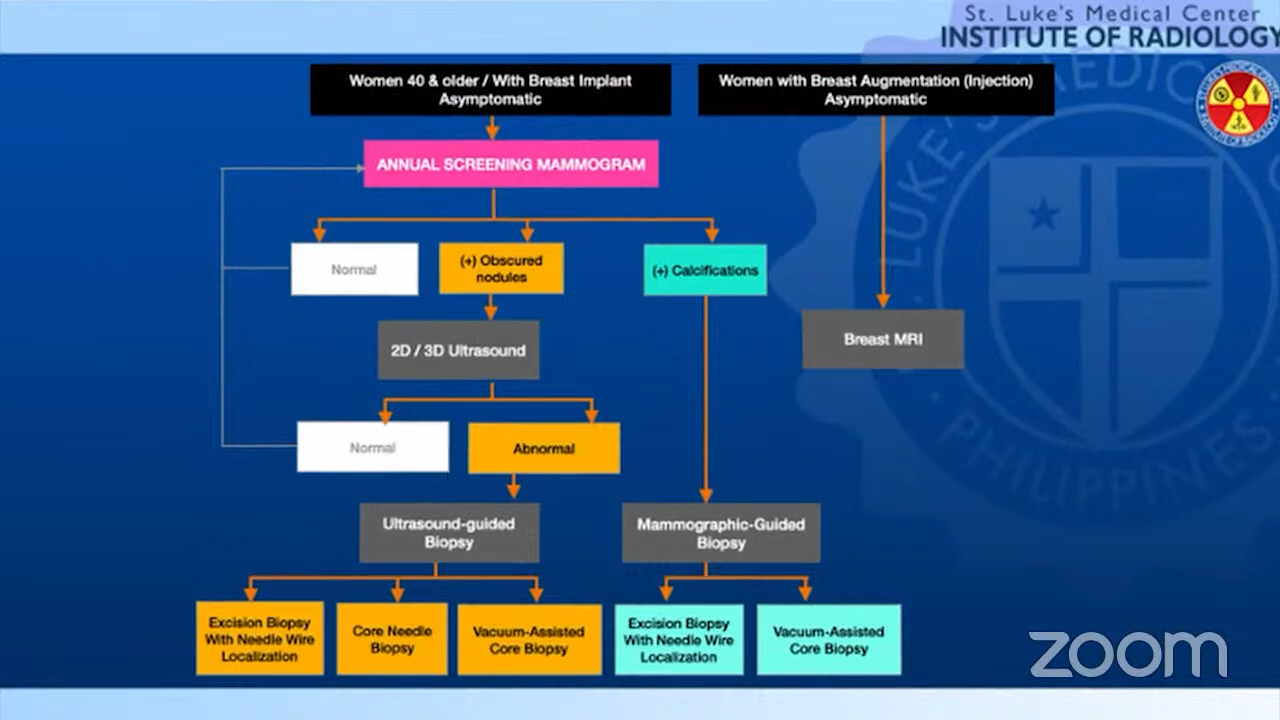 St. Luke's Medical Center
INSTITUTE OF RADIOLOGY
Women 40 & older / With Breast Implant
Asymptomatic
Women with Breast Augmentation (Injection)
Asymptomatic
ANNUAL SCREENING MAMMOGRAM
Normal
(+) Obscured
nodules
(+) Calcifications
2D / 3D Ultrasound
Breast MRI
Normal
Abnormal
Ultrasound-guided
Biopsy
Mammographic-Guided
Biopsy
Excision Biopsy
With Needle Wire
Localization
Core Needle
Biopsy
Vacuum-Assisted
Core Biopsy
Excision Biopsy
With Needle Wire
Localization
Vacuum-Assisted
Core Biopsy
LUKE'S MEDIC
PHILIPPINES
zoom